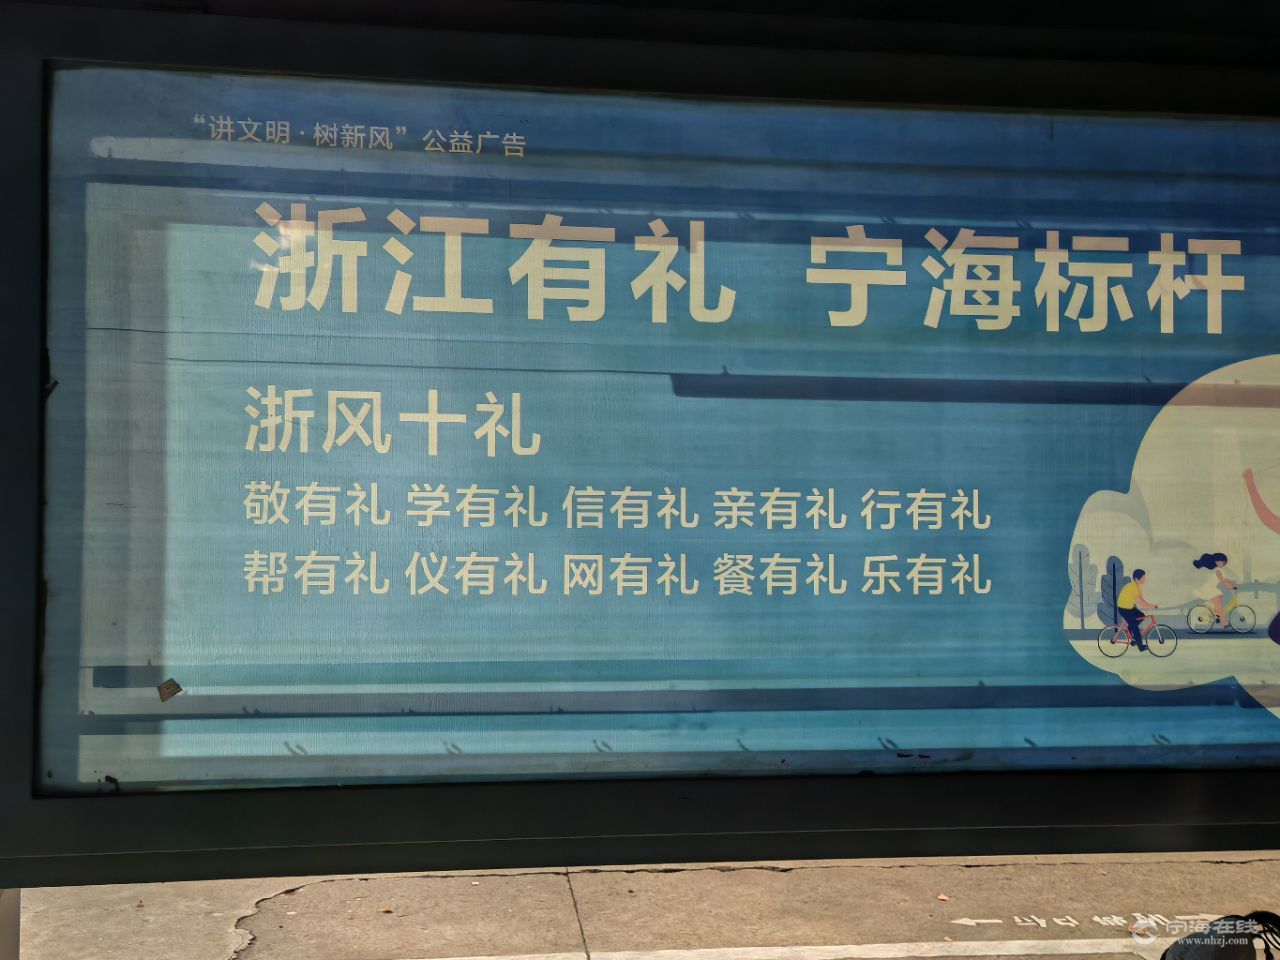 “讲文明·树新风”公益广告
浙江有礼 宁海标杆
浙风十礼
敬有礼 学有礼 信有礼 亲有礼 行有礼
帮有礼 仪有礼 网有礼 餐有礼 乐有礼
宁海在线
www.nhzj.com